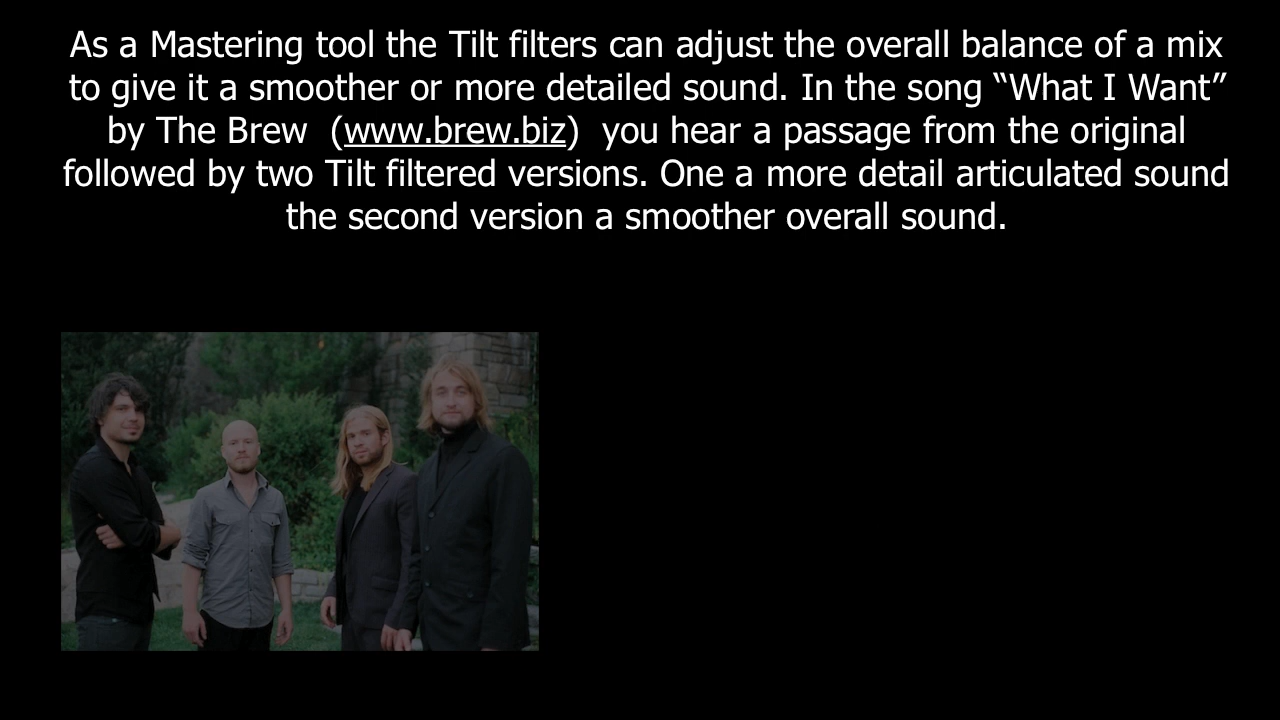 As a Mastering tool the Tilt filters can adjust the overall balance of a mix
to give it a smoother or more detailed sound. In the song “What I Want”
by The Brew  (www.brew.biz)  you hear a passage from the original
followed by two Tilt filtered versions. One a more detail articulated sound
the second version a smoother overall sound.